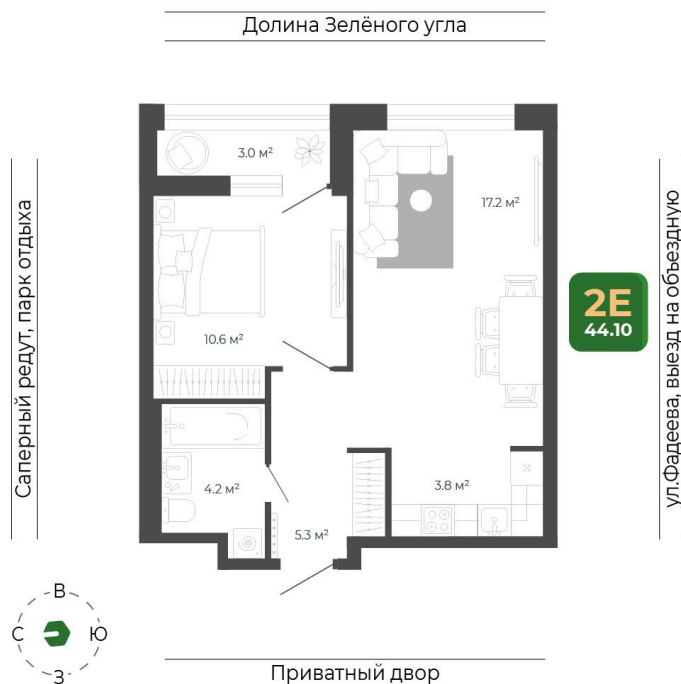 Долина Зелёного угла
Саперный редут, парк отдыха
3.0 м²
17.2 м²
2Е
44.10
10.6 м²
ул.Фадеева, выезд на объездную
4.2 м²
3.8 м²
5.3 м²
В
С
Ю
З
Приватный двор